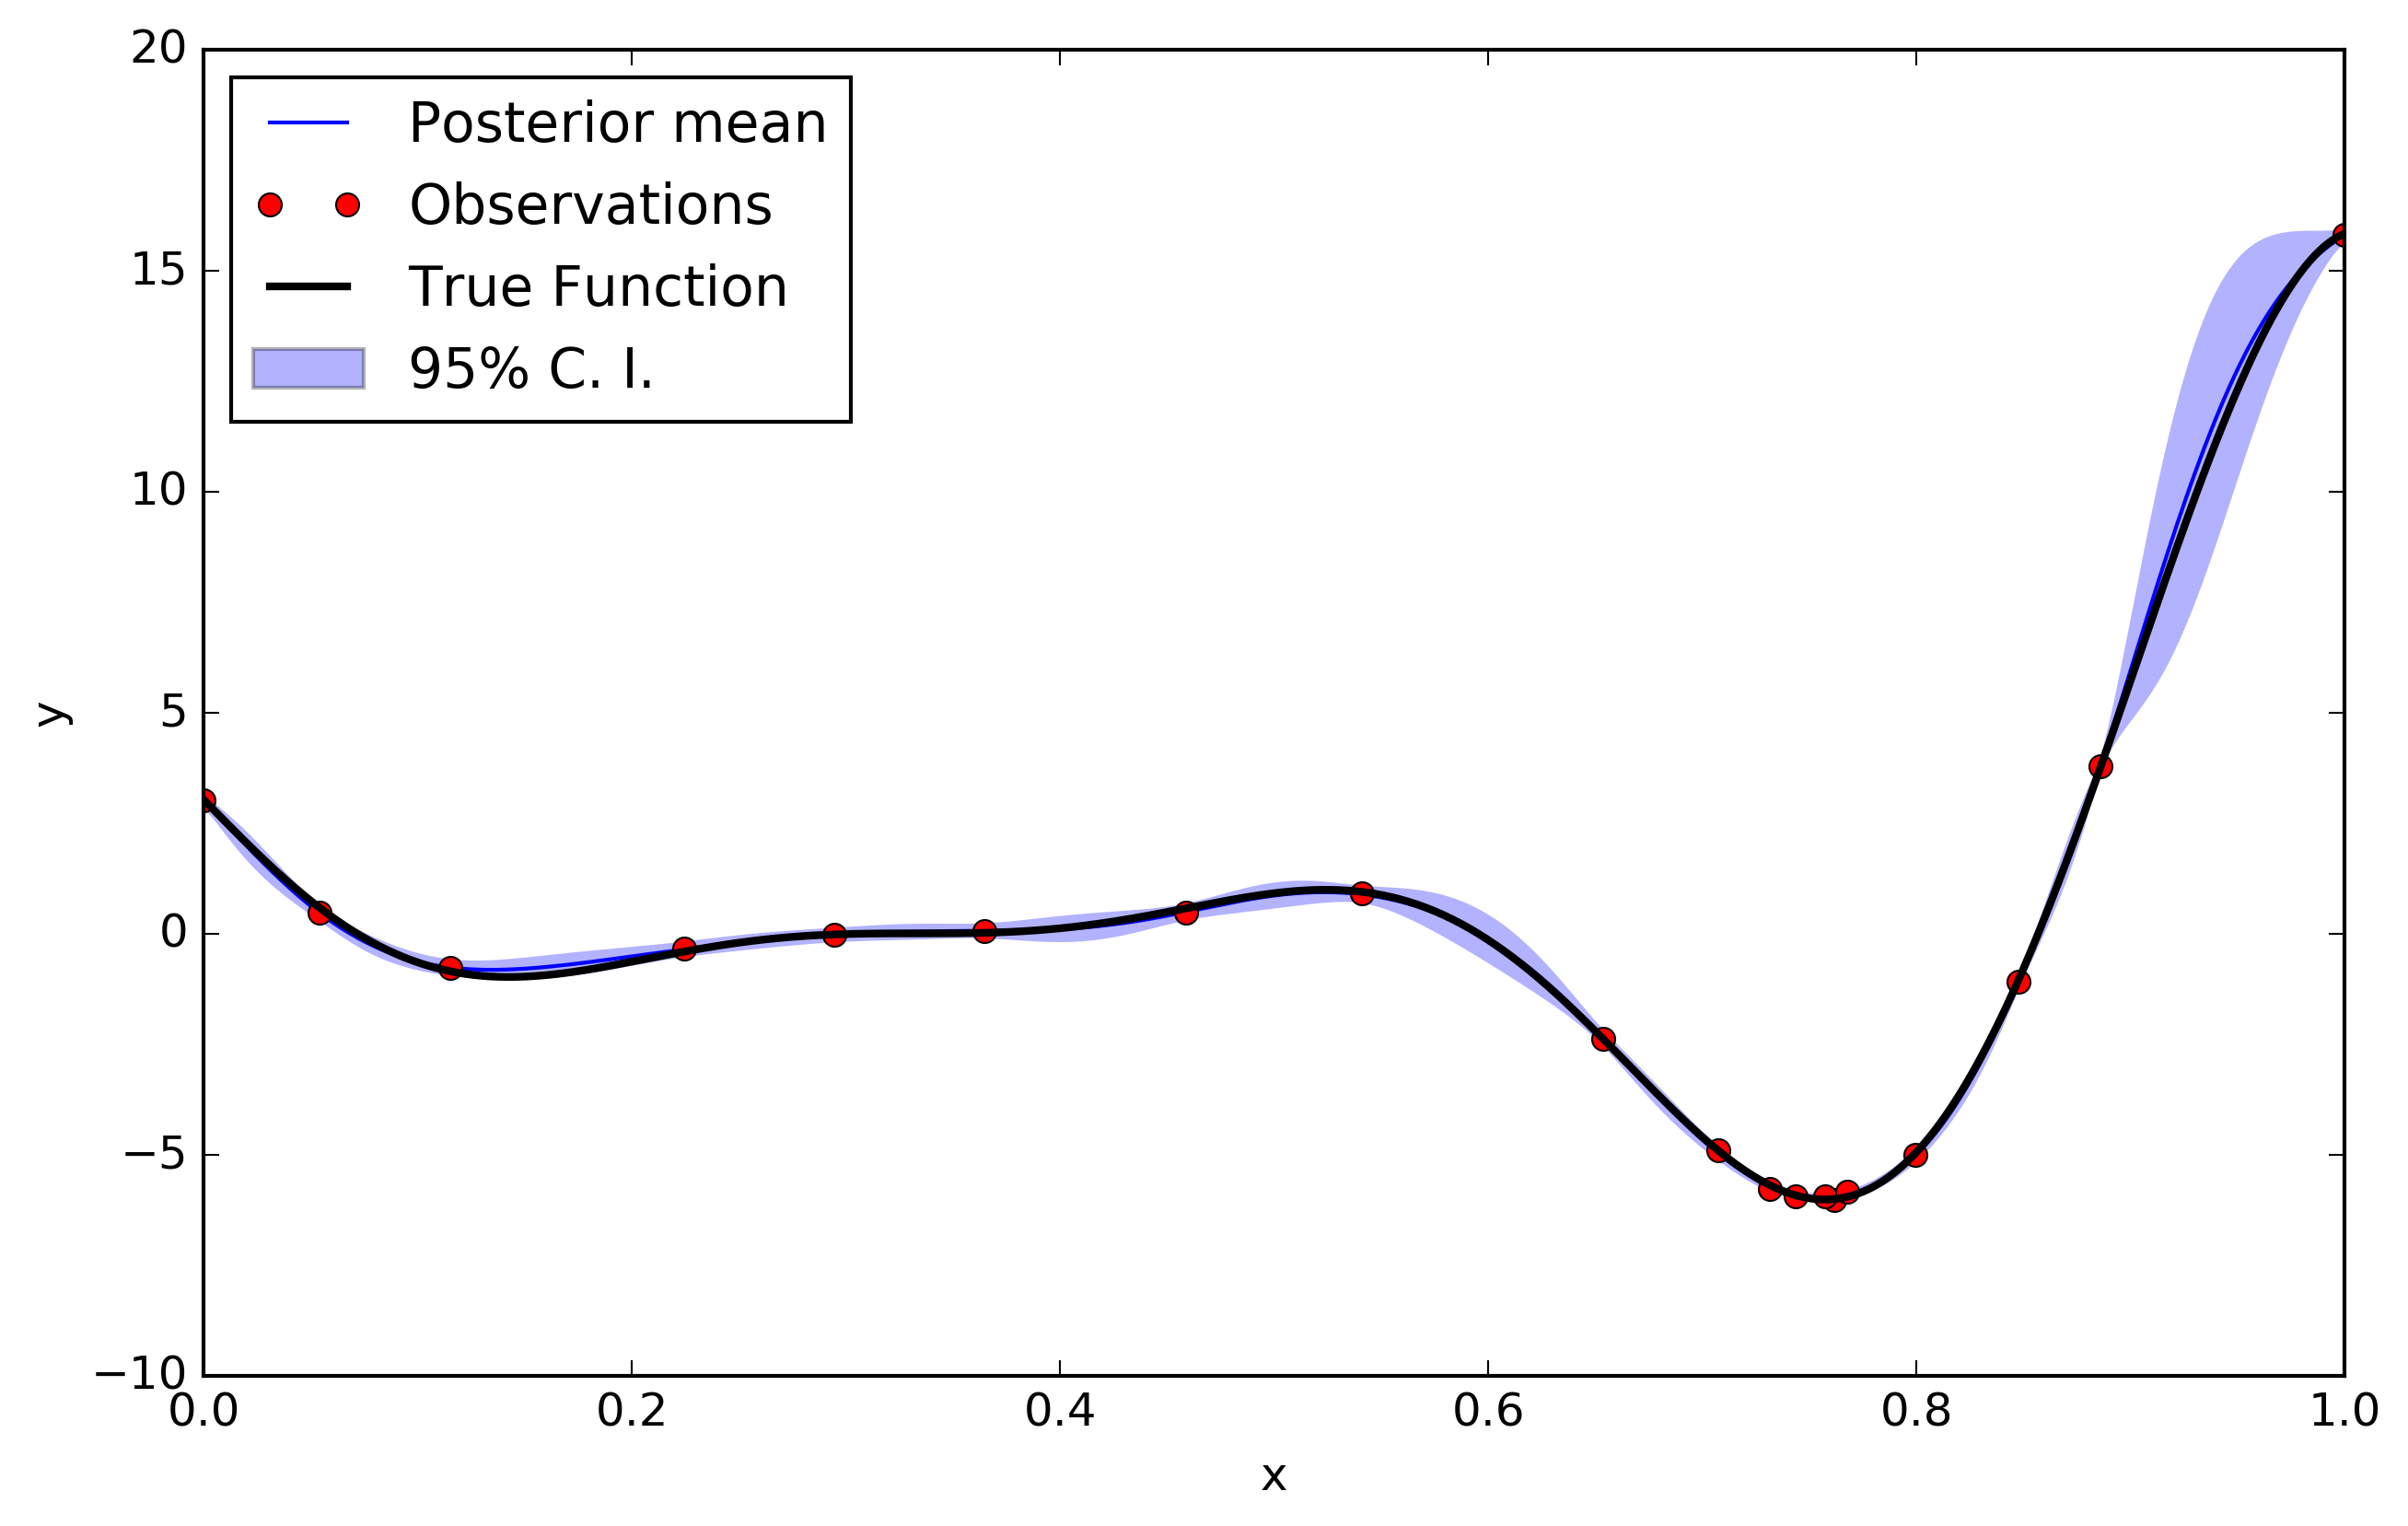 20
15
10
5
0
−5
−10
y
Posterior mean
Observations
True Function
95% C. I.
0.0 0.2 0.4 0.6 0.8 1.0
x